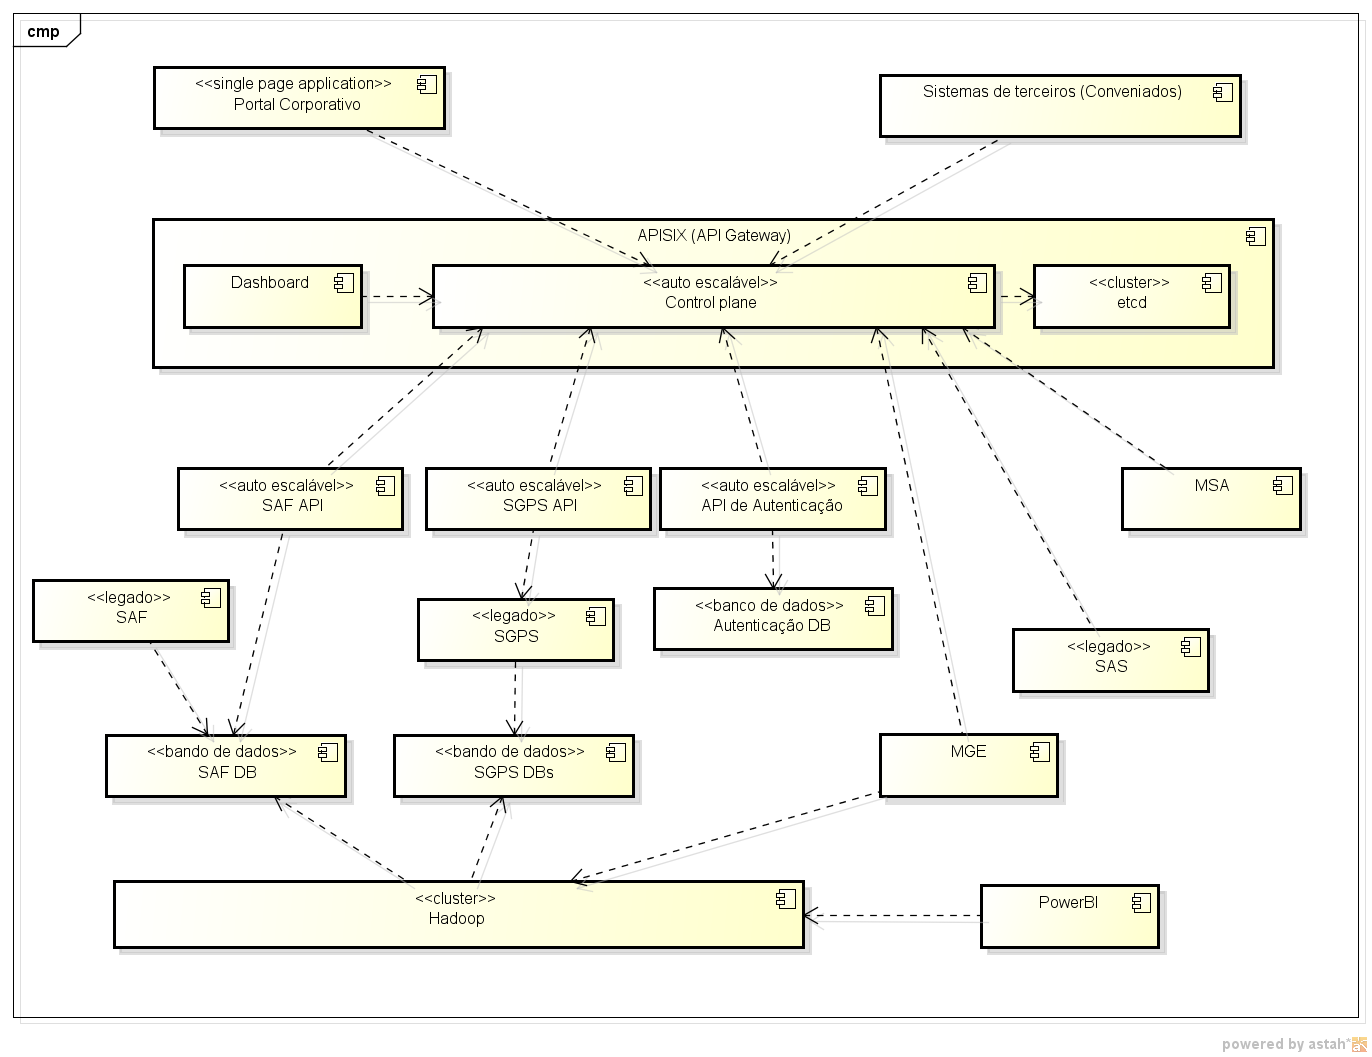 cmp
<<single page application>>
Portal Corporativo
Sistemas de terceiros (Conveniados)
APISIX (API Gateway)
Dashboard
<<auto escalável>>
Control plane
<<cluster>>
etcd
<<auto escalável>>
SAF API
<<auto escalável>>
SGPS API
<<auto escalável>>
API de Autenticação
MSA
<<legado>>
SAF
<<legado>>
SGPS
<<banco de dados>>
Autenticação DB
<<legado>>
SAS
<<bando de dados>>
SAF DB
<<bando de dados>>
SGPS DBs
MGE
<<cluster>>
Hadoop
PowerBI
powered by astah*